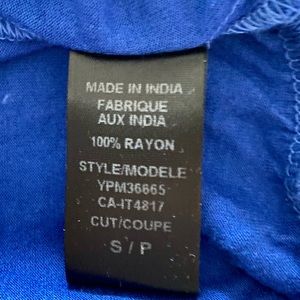 MADE IN INDIA
FABRIQUE
AUX INDIA
100% RAYON
STYLE/MODELE
YPM36665
CA-IT4817
CUT/COUPE
S / P